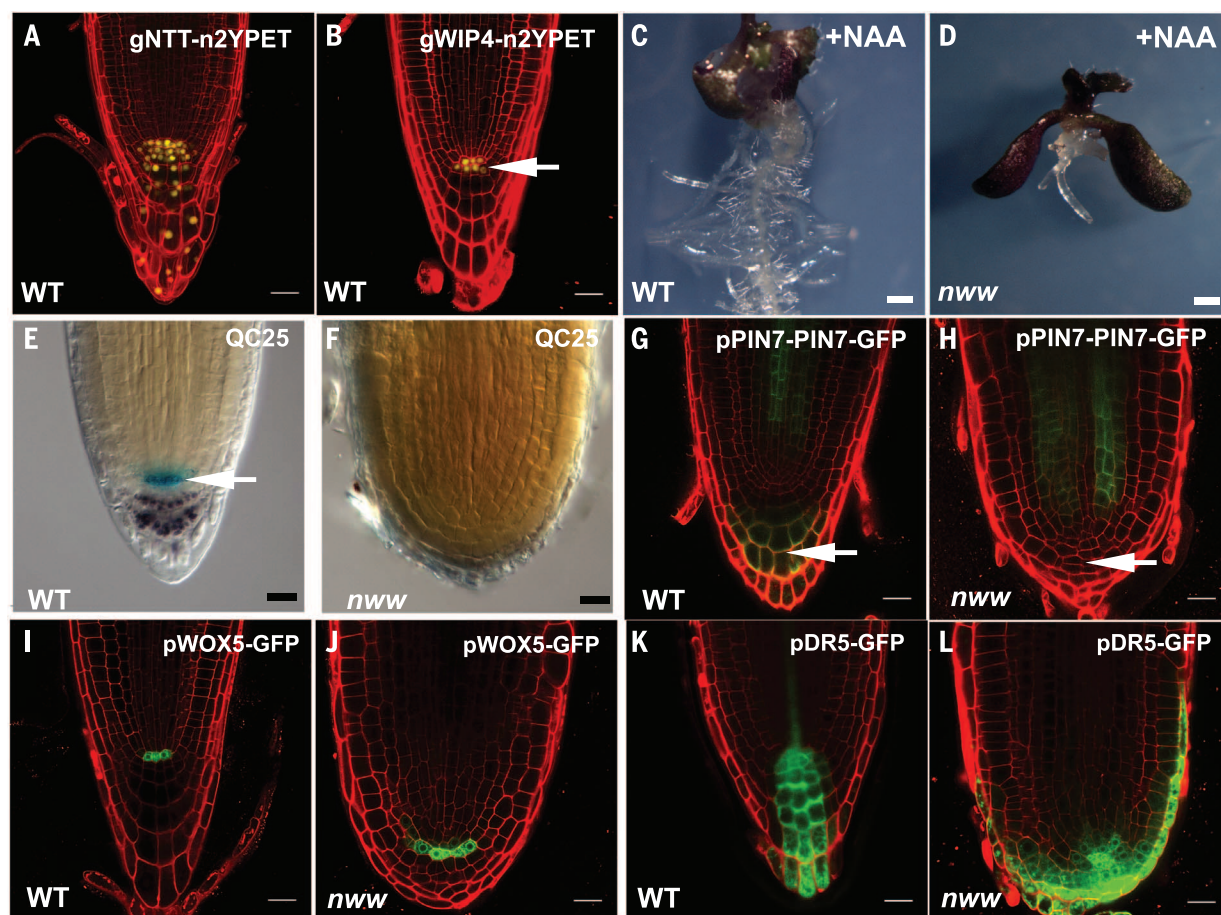 A gNTT-n2YPET
WT
B gWIP4-n2YPET
WT
C +NAA
WT
D +NAA
nww
E QC25
WT
F QC25
nww
G pPIN7-PIN7-GFP
WT
H pPIN7-PIN7-GFP
nww
I pWOX5-GFP
WT
J pWOX5-GFP
nww
K pDR5-GFP
WT
L pDR5-GFP
nww